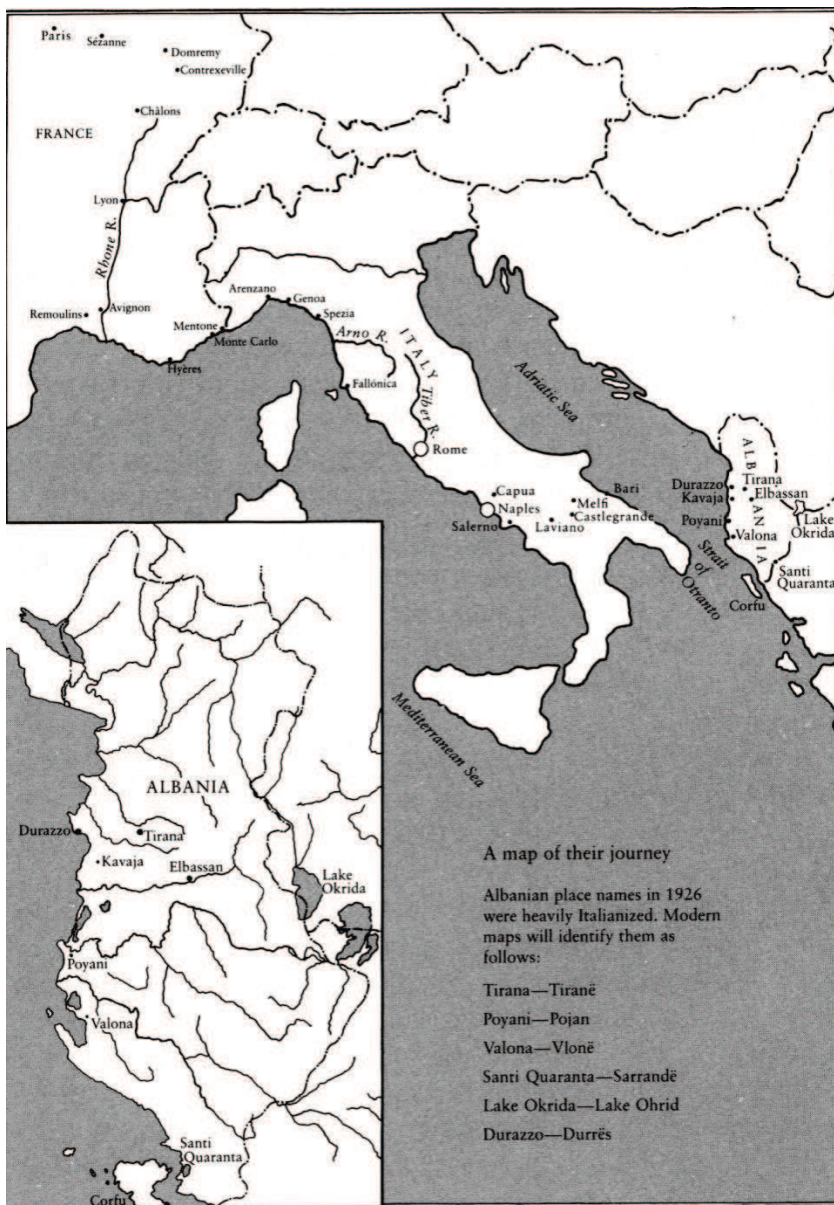 Paris
Sézanne
Domremy
Contrexeville
Châlons
FRANCE
Lyon
Rhone R.
Remoulins
Avignon
Arenzano
Genoa
Mentone
Spezia
Monte Carlo
Hyères
Arno R.
ITALY
Tiber R.
Fallónica
Rome
Adriatic Sea
Capua
Naples
Salerno
Laviano
Melfi
Castlegrande
Bari
ALBANIA
Durazzo
Tirana
Kavaja
Elbassan
Poyani
Lake
Okrida
Valona
Strait
of
Otranto
Santi
Quaranta
Corfu
Mediterranean Sea
ALBANIA
Durazzo
Tirana
Kavaja
Elbassan
Lake
Okrida
Poyani
Valona
Santi
Quaranta
Corfu
A map of their journey
Albanian place names in 1926
were heavily Italianized. Modern
maps will identify them as
follows:
Tirana—Tiranë
Poyani—Pojan
Valona—Vlonë
Santi Quaranta—Sarrandë
Lake Okrida—Lake Ohrid
Durazzo—Durrës